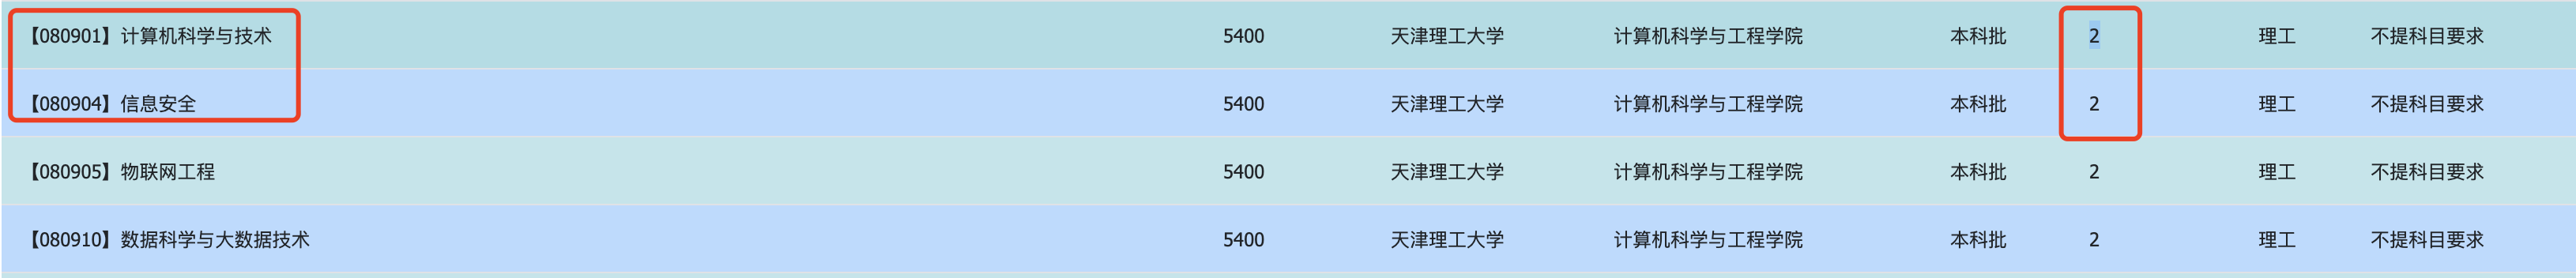 【080901】计算机科学与技术 5400 天津理工大学 计算机科学与工程学院 本科批 2 理工 不提科目要求
【080904】信息安全 5400 天津理工大学 计算机科学与工程学院 本科批 2 理工 不提科目要求
【080905】物联网工程 5400 天津理工大学 计算机科学与工程学院 本科批 2 理工 不提科目要求
【080910】数据科学与大数据技术 5400 天津理工大学 计算机科学与工程学院 本科批 2 理工 不提科目要求